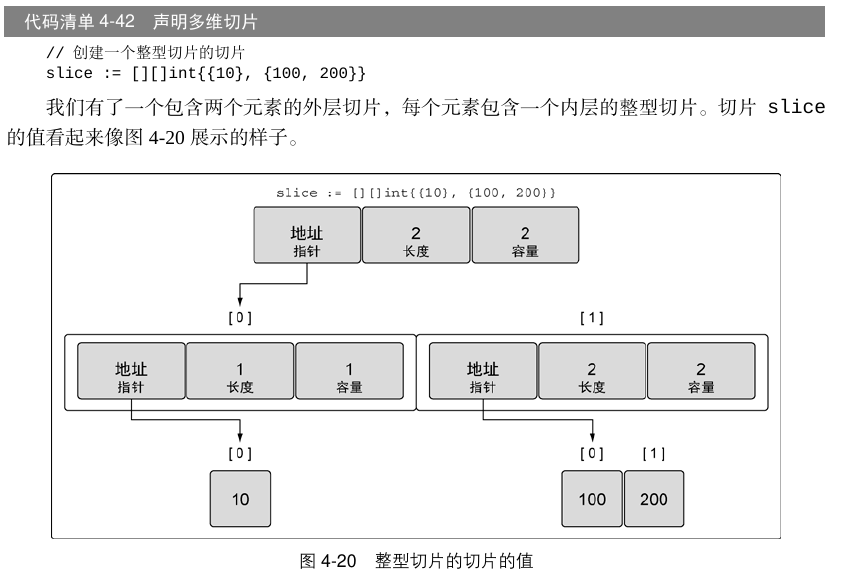 代码清单 4-42 声明多维切片
// 创建一个整型切片的切片
slice := [][]int{{10}, {100, 200}}
我们有了一个包含两个元素的外层切片，每个元素包含一个内层的整型切片。切片 slice
的值看起来像图 4-20 展示的样子。
slice := [][]int{{10}, {100, 200}}
地址 2 2
指针 长度 容量
[0] [1]
地址 1 1 地址 2 2
指针 长度 容量 指针 长度 容量
[0] [0] [1]
10 100 200
图 4-20 整型切片的切片的值